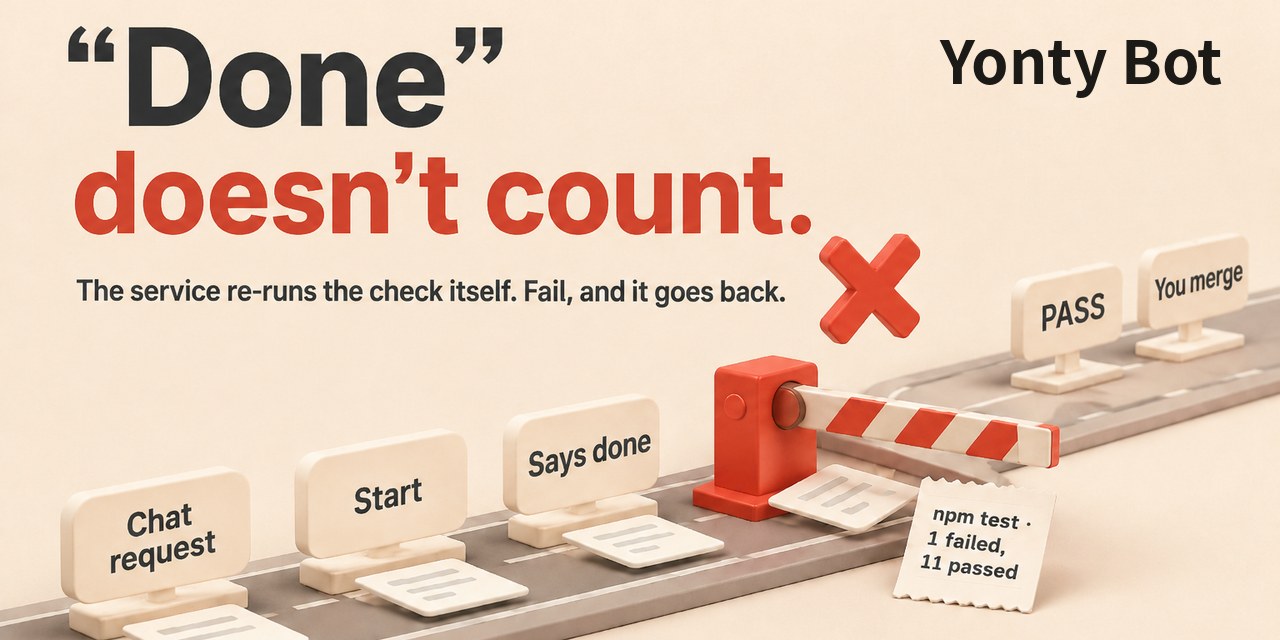 “Done”
doesn’t count.
The service re-runs the check itself. Fail, and it goes back.
Yonty Bot
Chat
request
Start
Says done
npm test ·
1 failed,
11 passed
PASS
You merge